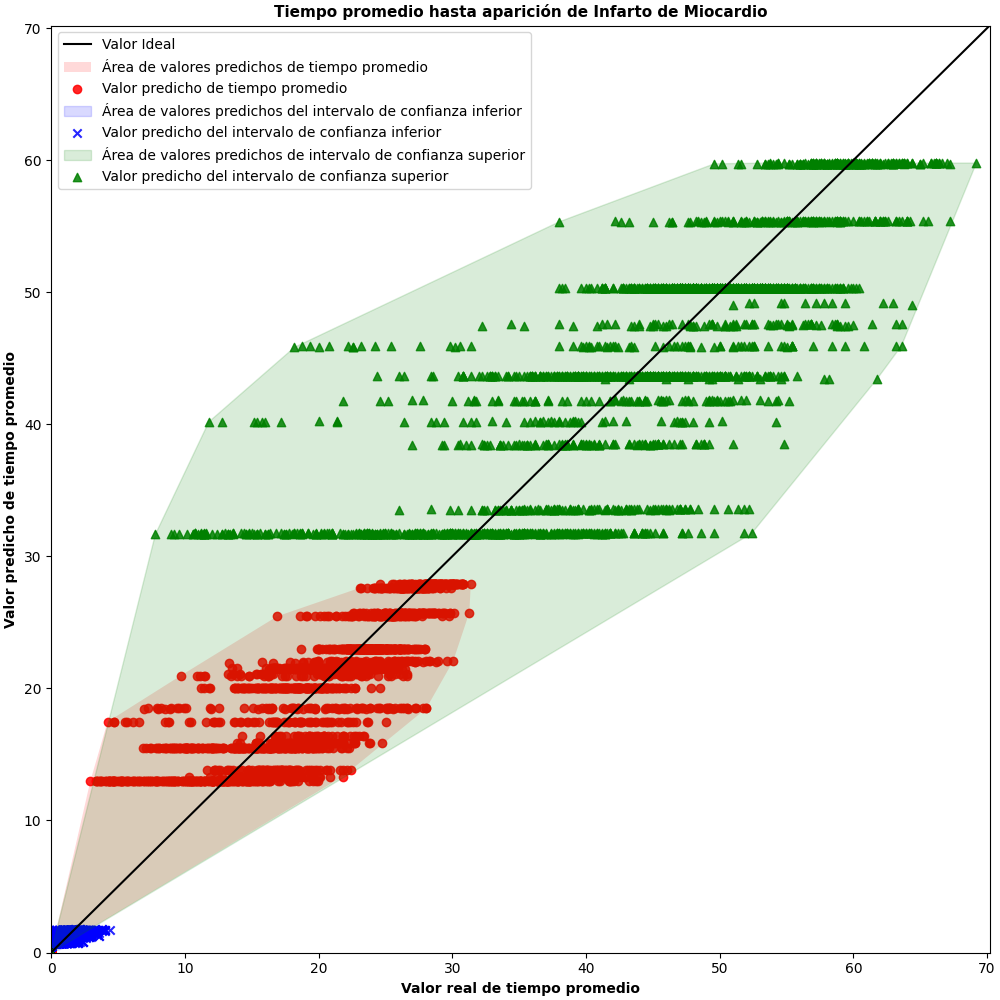 Tiempo promedio hasta aparición de Infarto de Miocardio
Valor Ideal
Área de valores predichos de tiempo promedio
Valor predicho de tiempo promedio
Área de valores predichos del intervalo de confianza inferior
Valor predicho del intervalo de confianza inferior
Área de valores predichos de intervalo de confianza superior
Valor predicho del intervalo de confianza superior
Valor predicho de tiempo promedio
70
60
50
40
30
20
10
0
0 10 20 30 40 50 60 70
Valor real de tiempo promedio